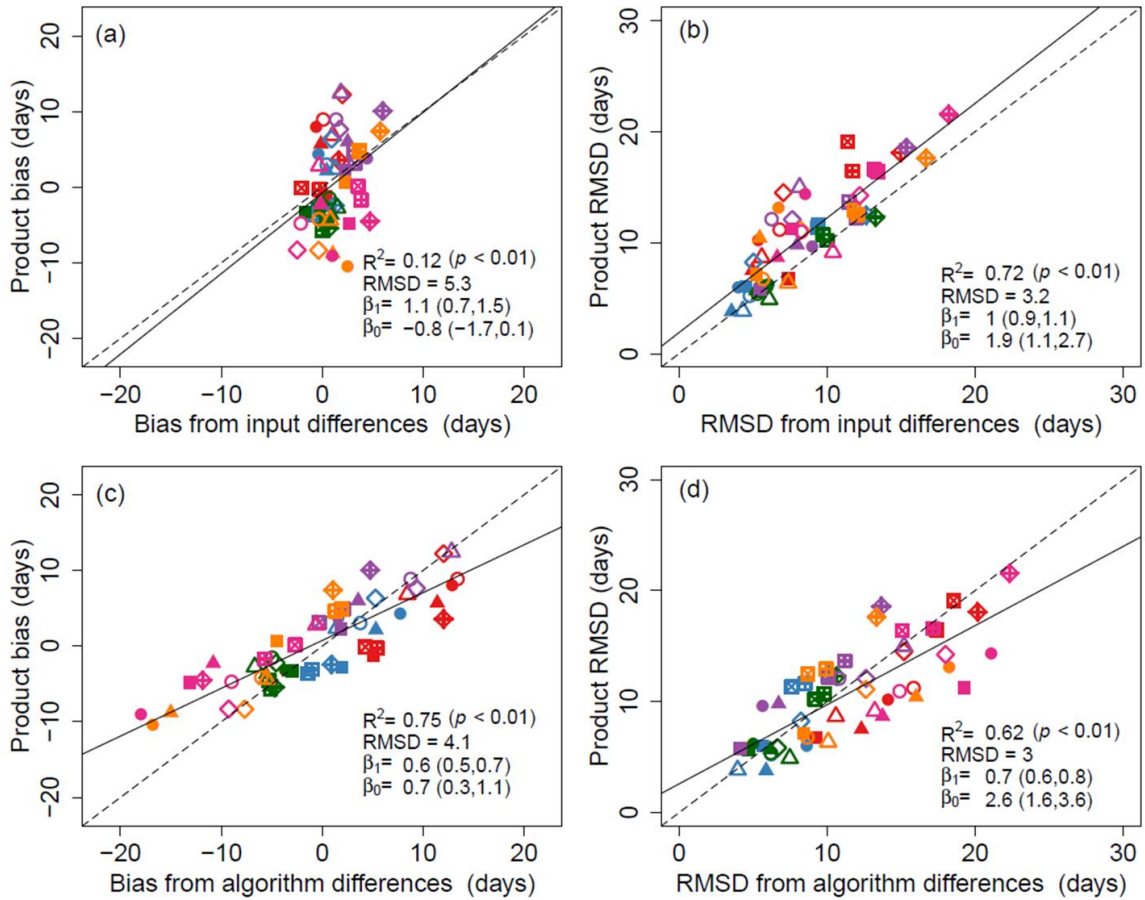 (a)
Product bias (days)
20
10
0
−10
−20
R²= 0.12 (p < 0.01)
RMSD = 5.3
β₁= 1.1 (0.7,1.5)
β₀= −0.8 (−1.7,0.1)
−20 −10 0 10 20
Bias from input differences (days)
(b)
Product RMSD (days)
30
20
10
0
R²= 0.72 (p < 0.01)
RMSD = 3.2
β₁= 1 (0.9,1.1)
β₀= 1.9 (1.1,2.7)
0 10 20 30
RMSD from input differences (days)
(c)
Product bias (days)
20
10
0
−10
−20
R²= 0.75 (p < 0.01)
RMSD = 4.1
β₁= 0.6 (0.5,0.7)
β₀= 0.7 (0.3,1.1)
−20 −10 0 10 20
Bias from algorithm differences (days)
(d)
Product RMSD (days)
30
20
10
0
R²= 0.62 (p < 0.01)
RMSD = 3
β₁= 0.7 (0.6,0.8)
β₀= 2.6 (1.6,3.6)
0 10 20 30
RMSD from algorithm differences (days)